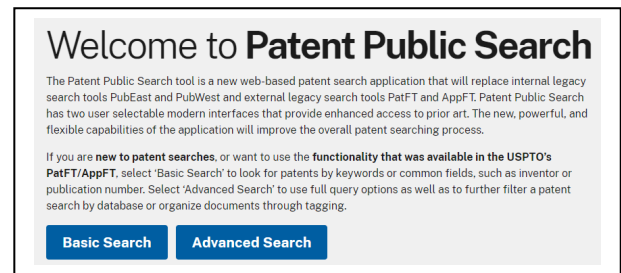 Welcome to Patent Public Search
The Patent Public Search tool is a new web-based patent search application that will replace internal legacy
search tools PubEast and PubWest and external legacy search tools PatFT and AppFT. Patent Public Search
has two user selectable modern interfaces that provide enhanced access to prior art. The new, powerful, and
flexible capabilities of the application will improve the overall patent searching process.
If you are new to patent searches, or want to use the functionality that was available in the USPTO's
PatFT/AppFT, select 'Basic Search' to look for patents by keywords or common fields, such as inventor or
publication number. Select 'Advanced Search' to use full query options as well as to further filter a patent
search by database or organize documents through tagging.
Basic Search Advanced Search